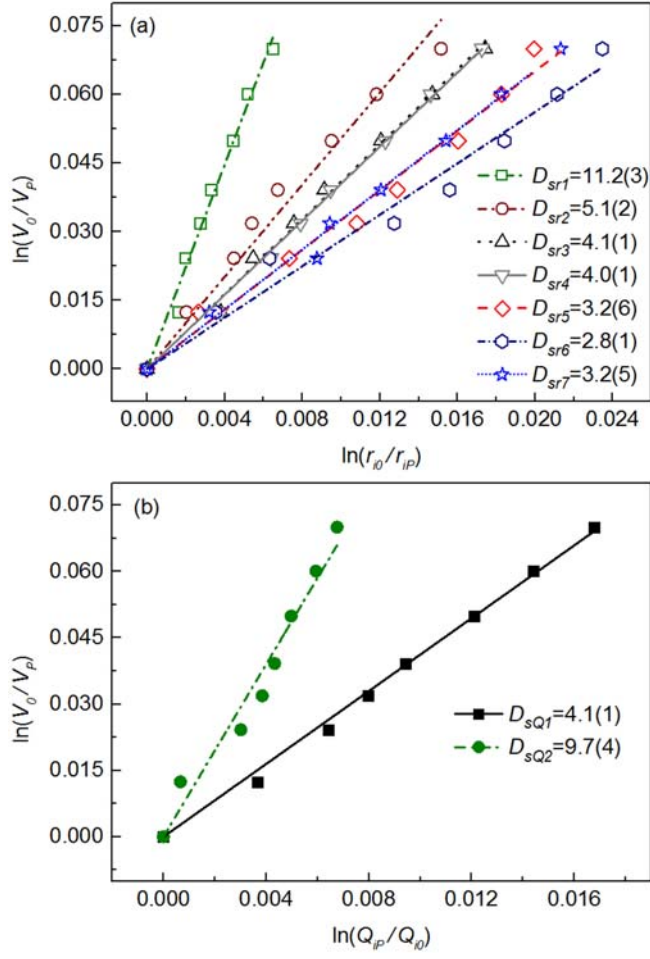 (a)
0.075
0.060
0.045
0.030
0.015
0.000
ln(V_0/V_P)
D_sr1=11.2(3)
D_sr2=5.1(2)
D_sr3=4.1(1)
D_sr4=4.0(1)
D_sr5=3.2(6)
D_sr6=2.8(1)
D_sr7=3.2(5)
0.000 0.004 0.008 0.012 0.016 0.020 0.024
ln(r_i0/r_iP)
(b)
0.075
0.060
0.045
0.030
0.015
0.000
ln(V_0/V_P)
D_sQ1=4.1(1)
D_sQ2=9.7(4)
0.000 0.004 0.008 0.012 0.016
ln(Q_iP/Q_i0)